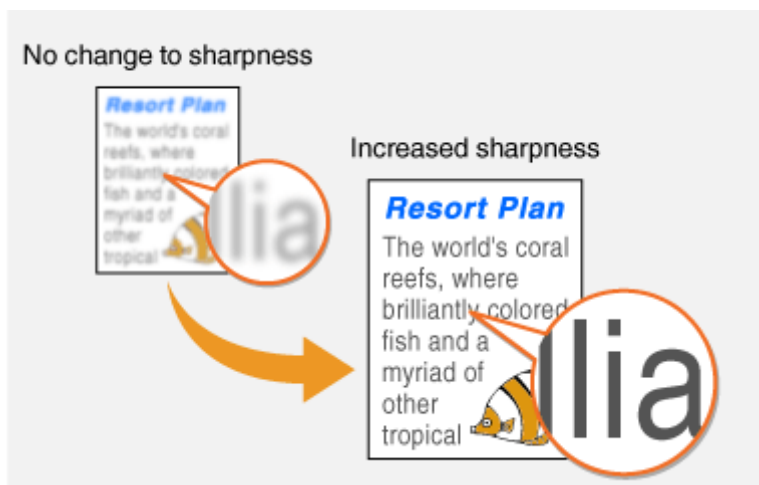 No change to sharpness
Resort Plan
The world's coral
reefs, where
brilliantly colored
fish and a
myriad of
other
tropical
llia
Increased sharpness
Resort Plan
The world's coral
reefs, where
brilliantly colored
fish and a
myriad of
other
tropical
llia